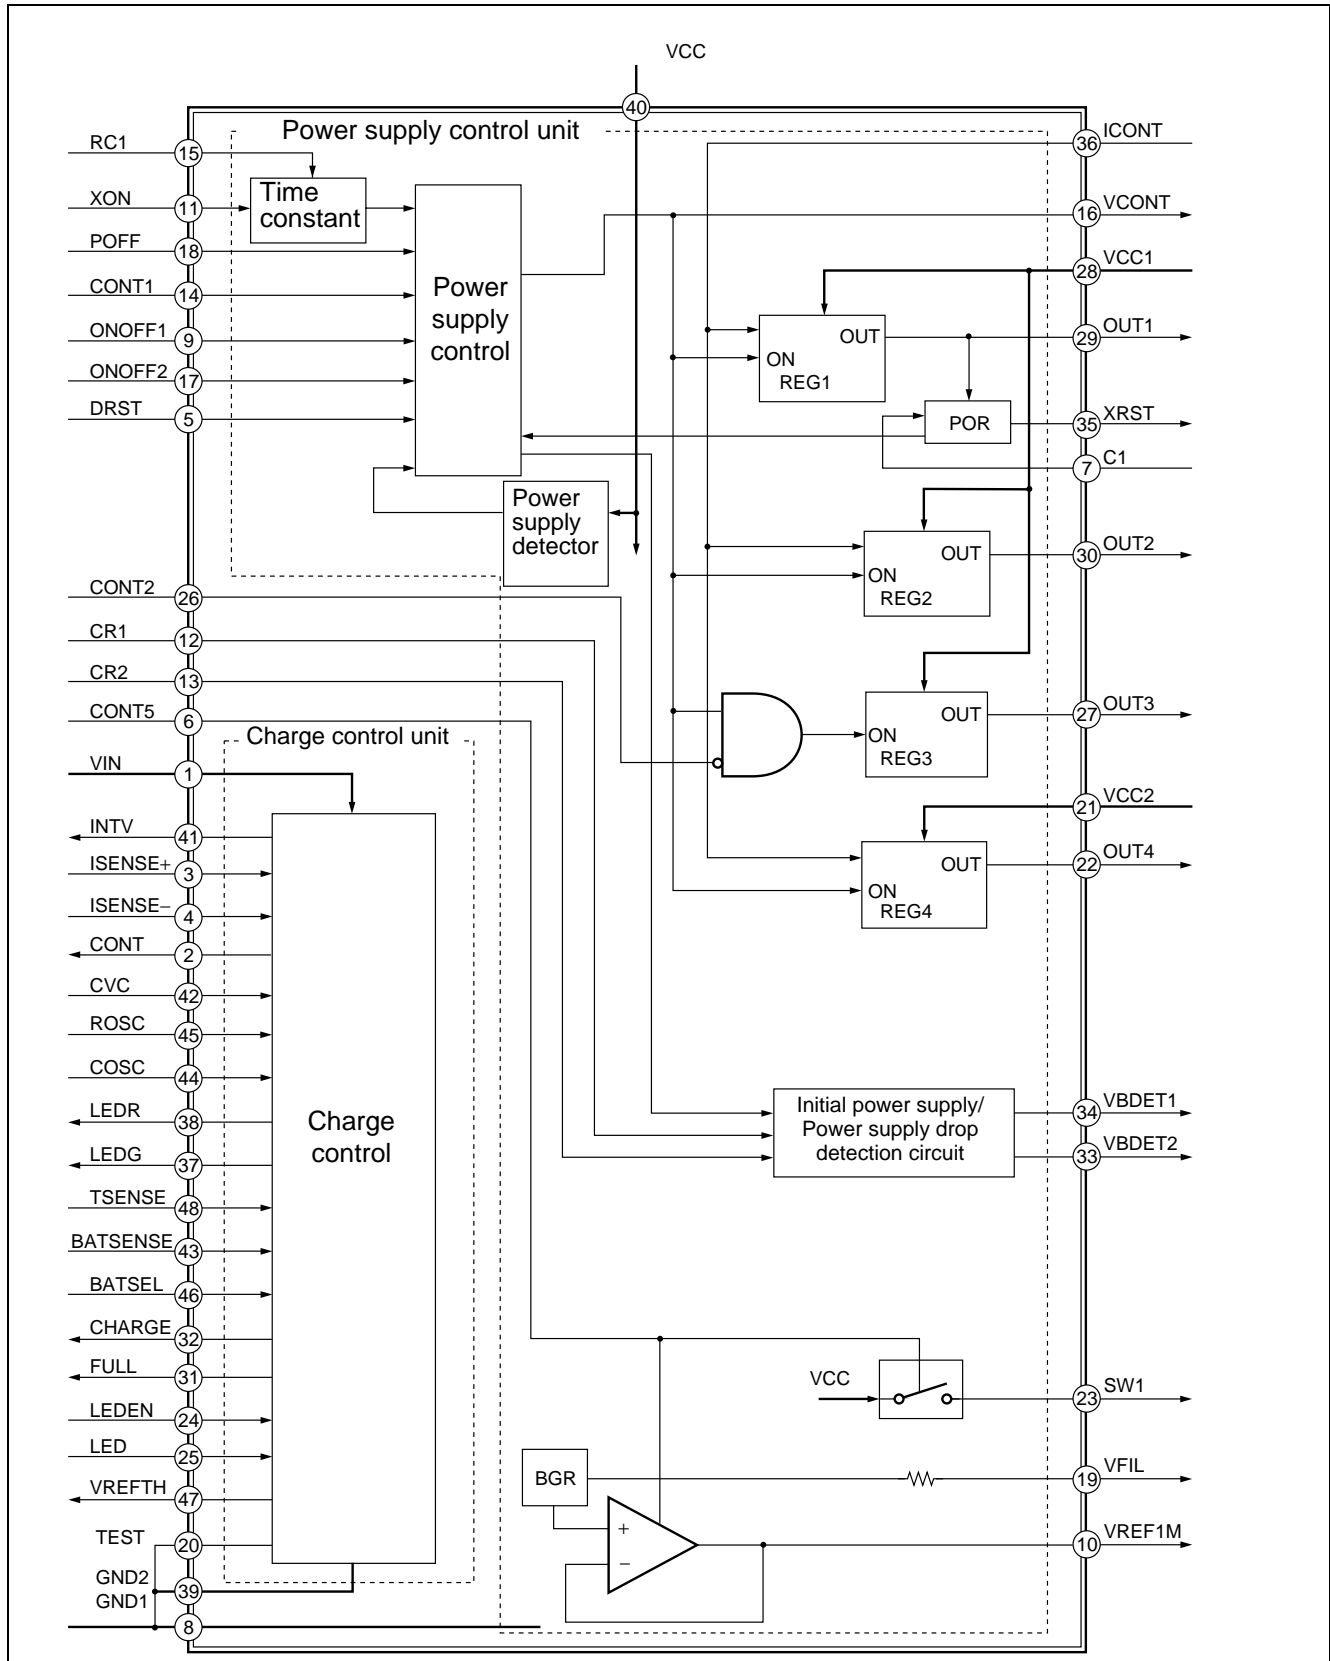 VCC
40
Power supply control unit
RC1
15
XON
11
POFF
18
CONT1
14
ONOFF1
9
ONOFF2
17
DRST
5
Time
constant
Power
supply
control
Power
supply
detector
ICONT
36
VCONT
16
VCC1
28
OUT
ON
REG1
OUT1
29
POR
XRST
35
C1
7
OUT
ON
REG2
OUT2
30
CONT2
26
CR1
12
CR2
13
CONT5
6
OUT
ON
REG3
OUT3
27
VCC2
21
OUT
ON
REG4
OUT4
22
Charge control unit
VIN
1
INTV
41
ISENSE+
3
ISENSE−
4
CONT
2
CVC
42
ROSC
45
COSC
44
LEDR
38
LEDG
37
TSENSE
48
BATSENSE
43
BATSEL
46
CHARGE
32
FULL
31
LEDEN
24
LED
25
VREFTH
47
TEST
20
GND2
39
GND1
8
Charge
control
Initial power supply/
Power supply drop
detection circuit
VBDET1
34
VBDET2
33
VCC
SW1
23
BGR
VFIL
19
+
−
VREF1M
10